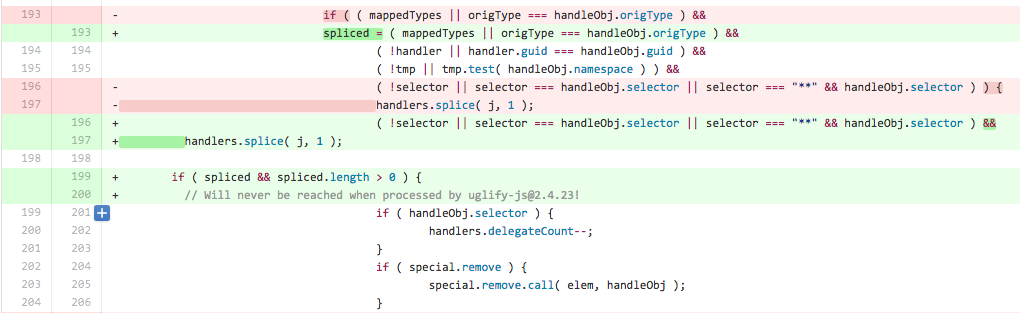 193 - if ( ( mappedTypes || origType === handleObj.origType ) &&
193 + spliced = ( mappedTypes || origType === handleObj.origType ) &&
194 194 ( !handler || handler.guid === handleObj.guid ) &&
195 195 ( !tmp || tmp.test( handleObj.namespace ) ) &&
196 - ( !selector || selector === handleObj.selector || selector === "**" && handleObj.selector ) ) {
197 - handlers.splice( j, 1 );
196 + ( !selector || selector === handleObj.selector || selector === "**" && handleObj.selector ) &&
197 + handlers.splice( j, 1 );
198 198
199 + if ( spliced && spliced.length > 0 ) {
200 + // Will never be reached when processed by uglify-js@2.4.23!
199 201 + if ( handleObj.selector ) {
200 202 handlers.delegateCount--;
201 203 }
202 204 if ( special.remove ) {
203 205 special.remove.call( elem, handleObj );
204 206 }